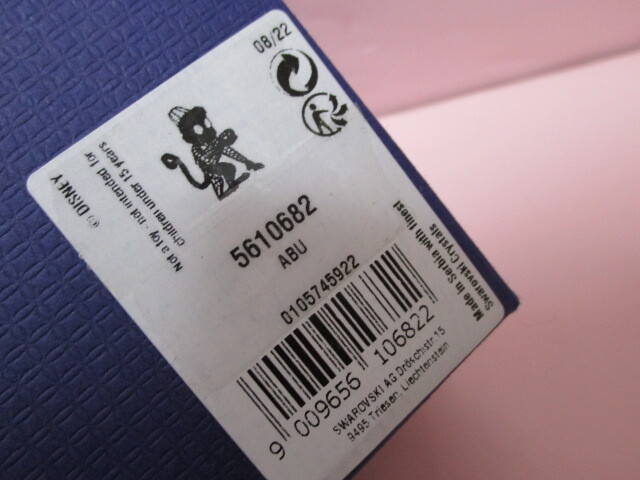 08/22
© DISNEY
Not a toy - not intended for
children under 15 years
5610682
ABU
0105745922
Made in Serbia with finest
Swarovski Crystals
9 009656 106822
SWAROVSKI AG Dröschistr. 15
9495 Triesen, Liechtenstein